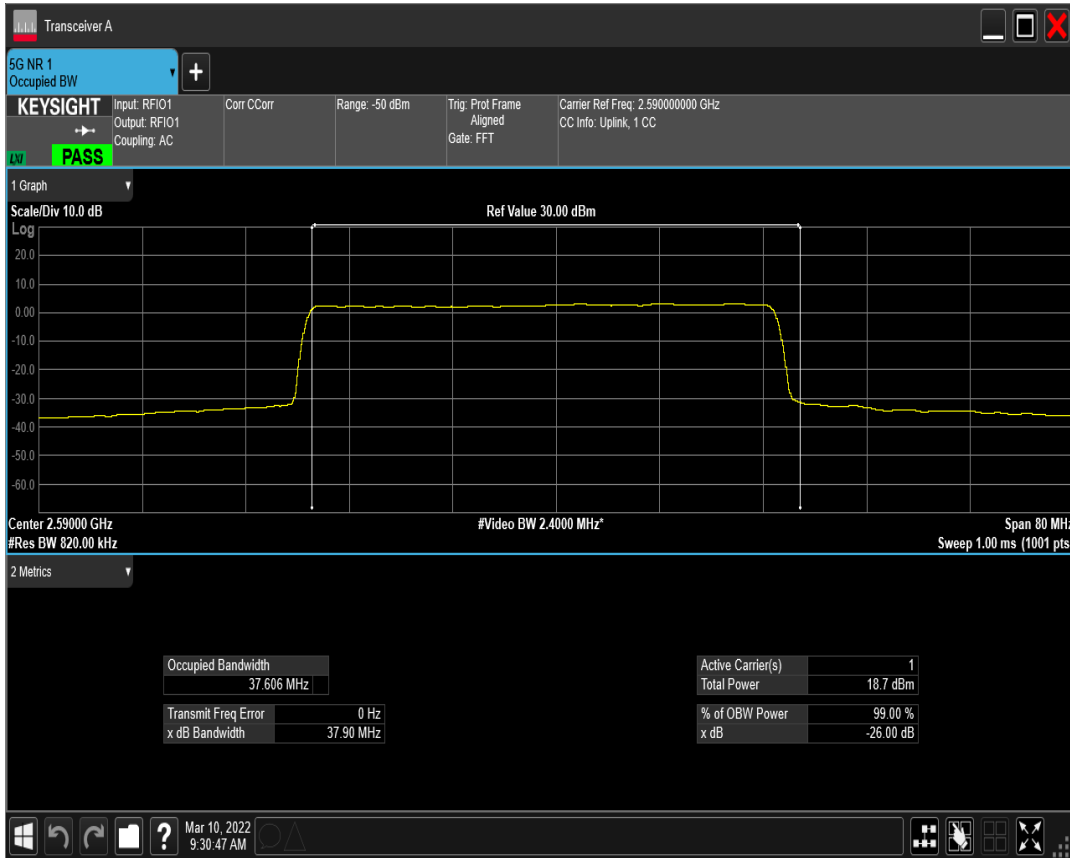 Transceiver A
5G NR 1
Occupied BW
KEYSIGHT
LXI
PASS
Input: RFIO1
Output: RFIO1
Coupling: AC
Corr CCorr
Range: -50 dBm
Trig: Prot Frame
Aligned
Gate: FFT
Carrier Ref Freq: 2.590000000 GHz
CC Info: Uplink, 1 CC
1 Graph
Scale/Div 10.0 dB
Ref Value 30.00 dBm
Log
20.0
10.0
0.00
-10.0
-20.0
-30.0
-40.0
-50.0
-60.0
Center 2.59000 GHz
#Video BW 2.4000 MHz*
Span 80 MHz
#Res BW 820.00 kHz
Sweep 1.00 ms (1001 pts
2 Metrics
Occupied Bandwidth
37.606 MHz
Transmit Freq Error 0 Hz
x dB Bandwidth 37.90 MHz
Active Carrier(s) 1
Total Power 18.7 dBm
% of OBW Power 99.00 %
x dB -26.00 dB
?
Mar 10, 2022
9:30:47 AM